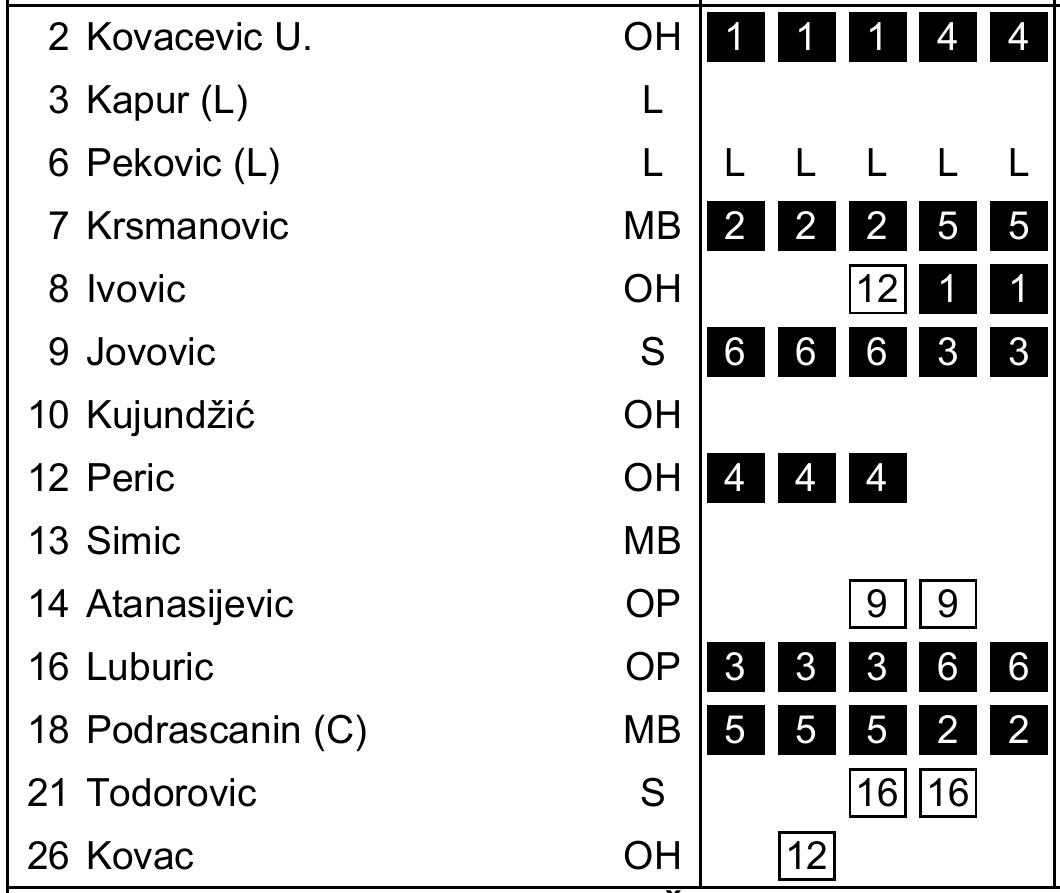 2 Kovacevic U. OH 1 1 1 4 4
3 Kapur (L) L
6 Pekovic (L) L L L L L L
7 Krsmanovic MB 2 2 2 5 5
8 Ivovic OH 12 1 1
9 Jovovic S 6 6 6 3 3
10 Kujundžić OH
12 Peric OH 4 4 4
13 Simic MB
14 Atanasijevic OP 9 9
16 Luburic OP 3 3 3 6 6
18 Podrascanin (C) MB 5 5 5 2 2
21 Todorovic S 16 16
26 Kovac OH 12